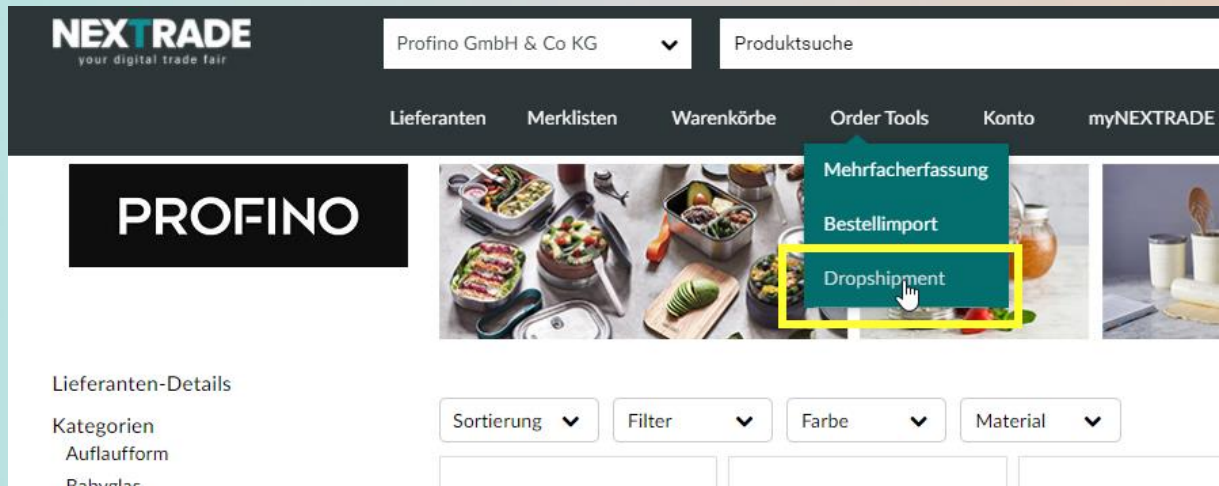 NEXTRADE
your digital trade fair
Profino GmbH & Co KG
Produktsuche
Lieferanten Merklisten Warenkörbe Order Tools Konto myNEXTRADE
Mehrfacherfassung
Bestellimport
Dropshipment
PROFINO
Lieferanten-Details
Kategorien
Auflaufform
Babyglas
Sortierung Filter Farbe Material